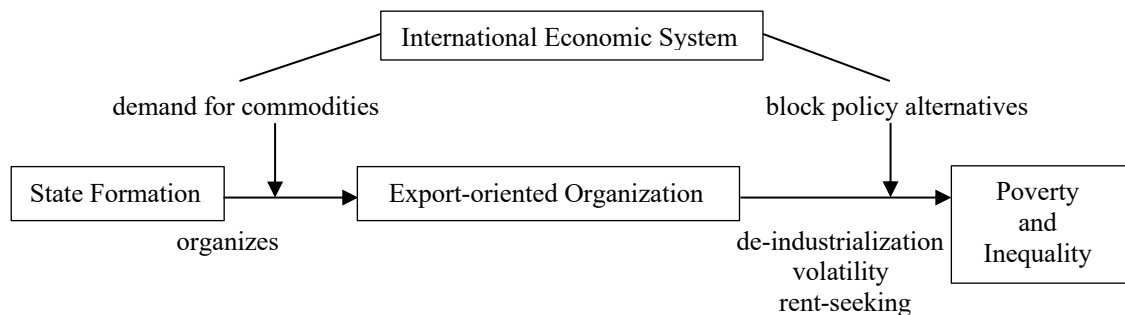 International Economic System
demand for commodities
block policy alternatives
State Formation
Export-oriented Organization
Poverty
and
Inequality
organizes
de-industrialization
volatility
rent-seeking